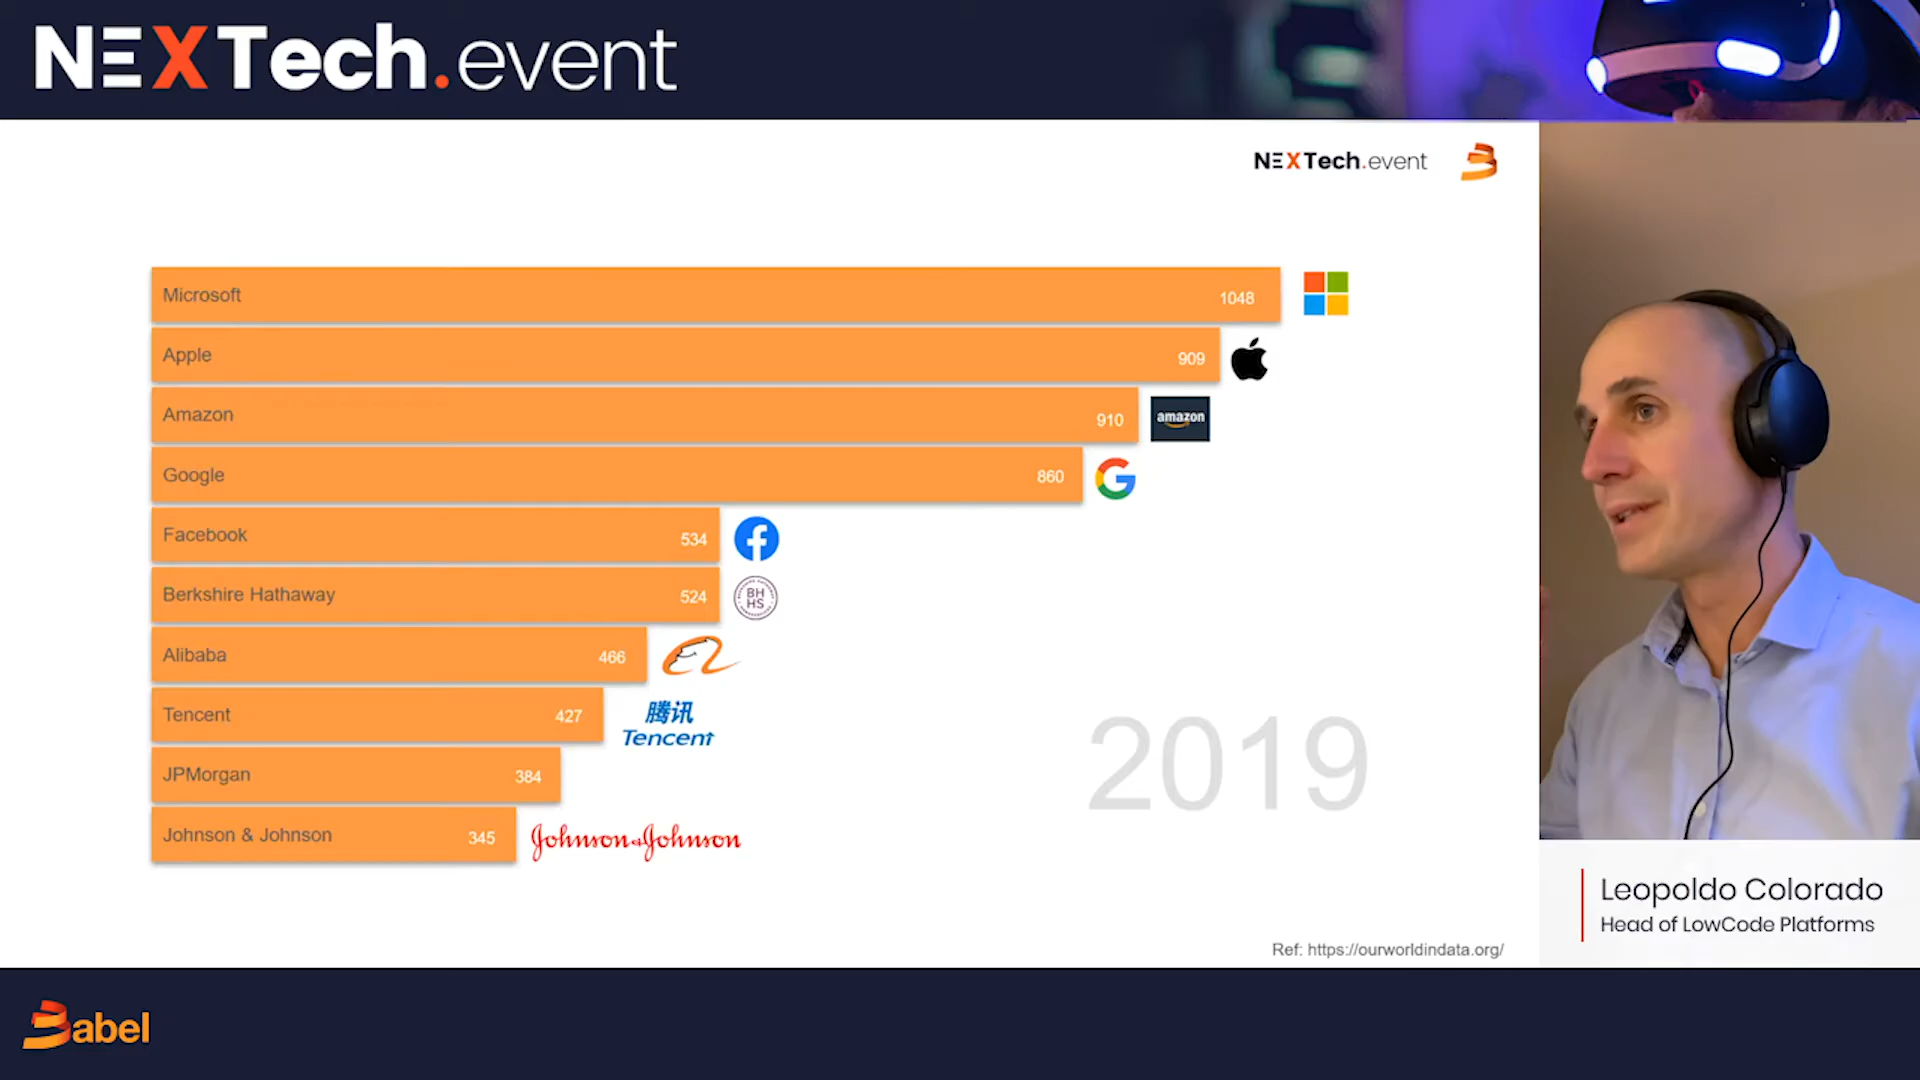 NEXTech.event
NEXTech.event
Microsoft 1048
Apple 909
Amazon 910 amazon
Google 860
Facebook 534
Berkshire Hathaway 524 BH HS
Alibaba 466
Tencent 427 腾讯 Tencent
JPMorgan 384
Johnson & Johnson 345 Johnson & Johnson
2019
Leopoldo Colorado
Head of LowCode Platforms
Ref: https://ourworldindata.org/
Babel